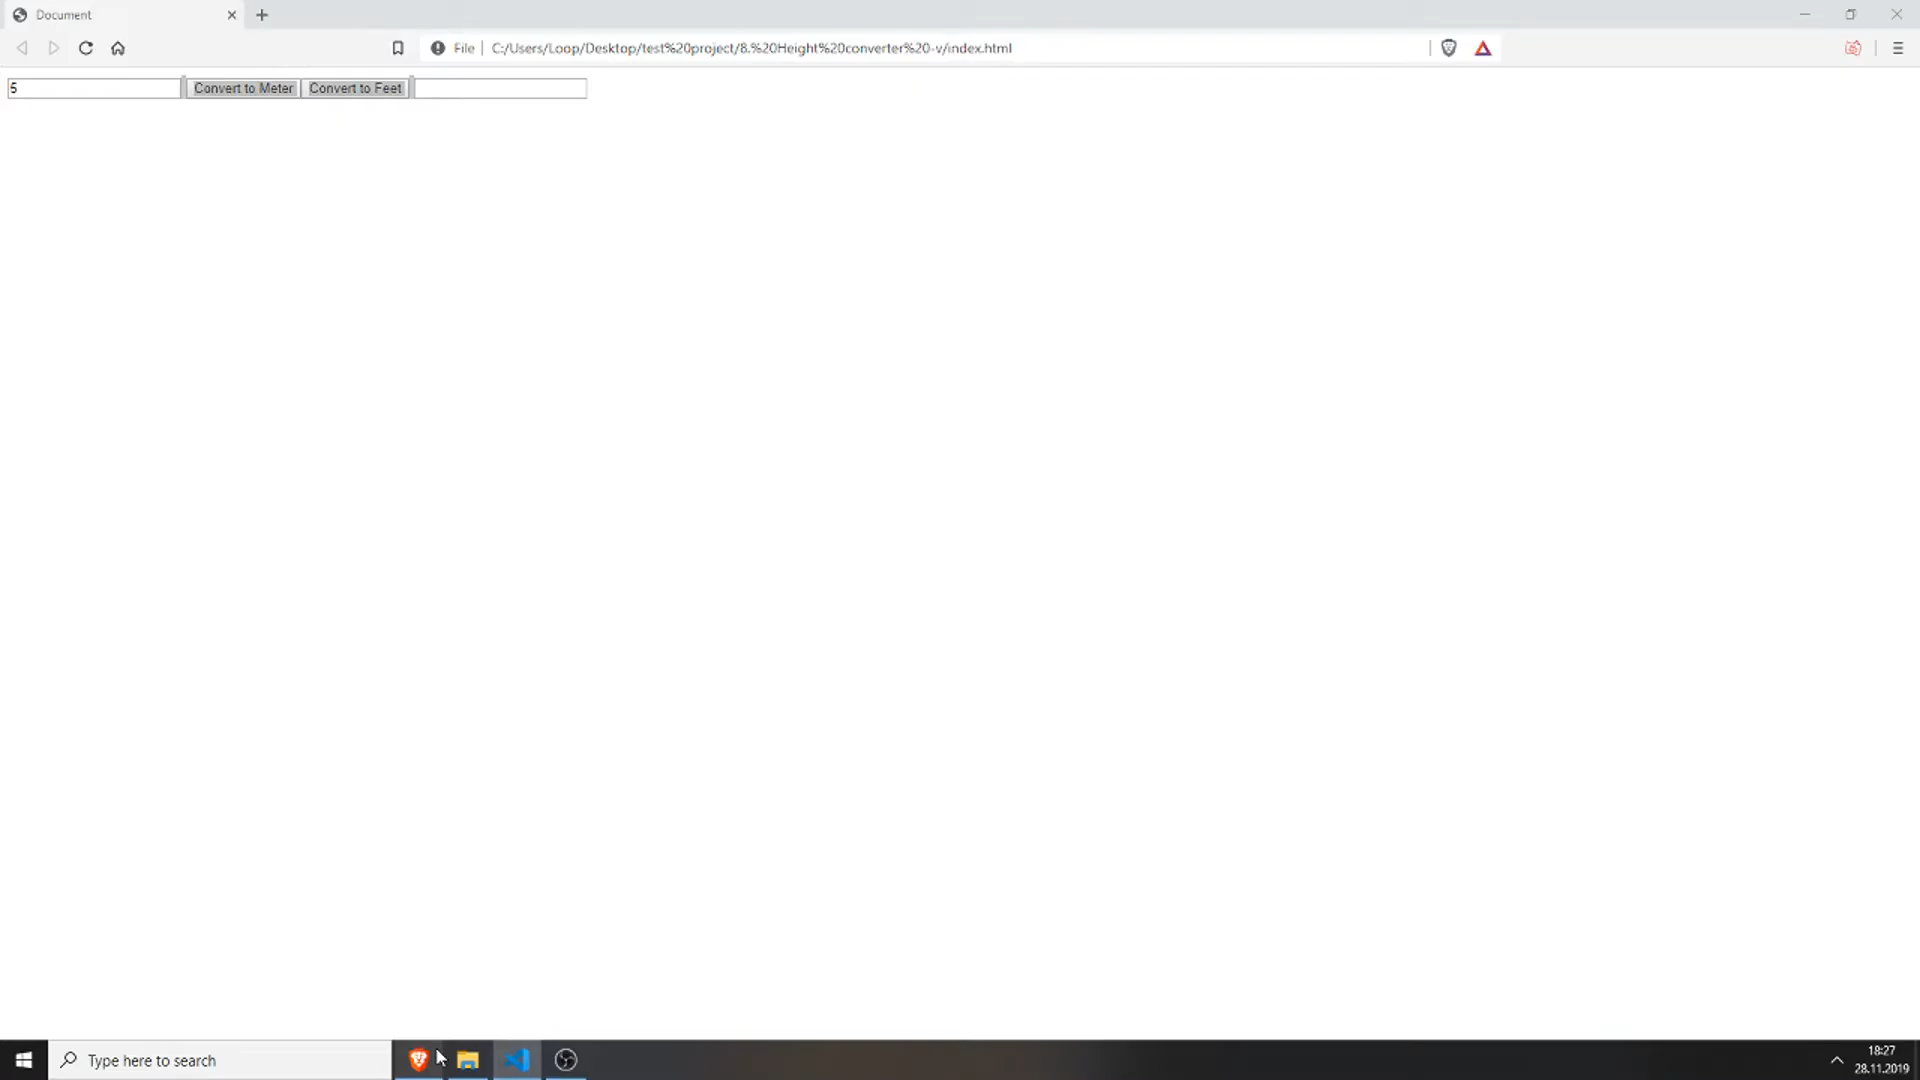 Document
File
C:/Users/Loop/Desktop/test%20project/8.%20Height%20converter%20-v/index.html
5
Convert to Meter
Convert to Feet
Type here to search
18:27
28.11.2019